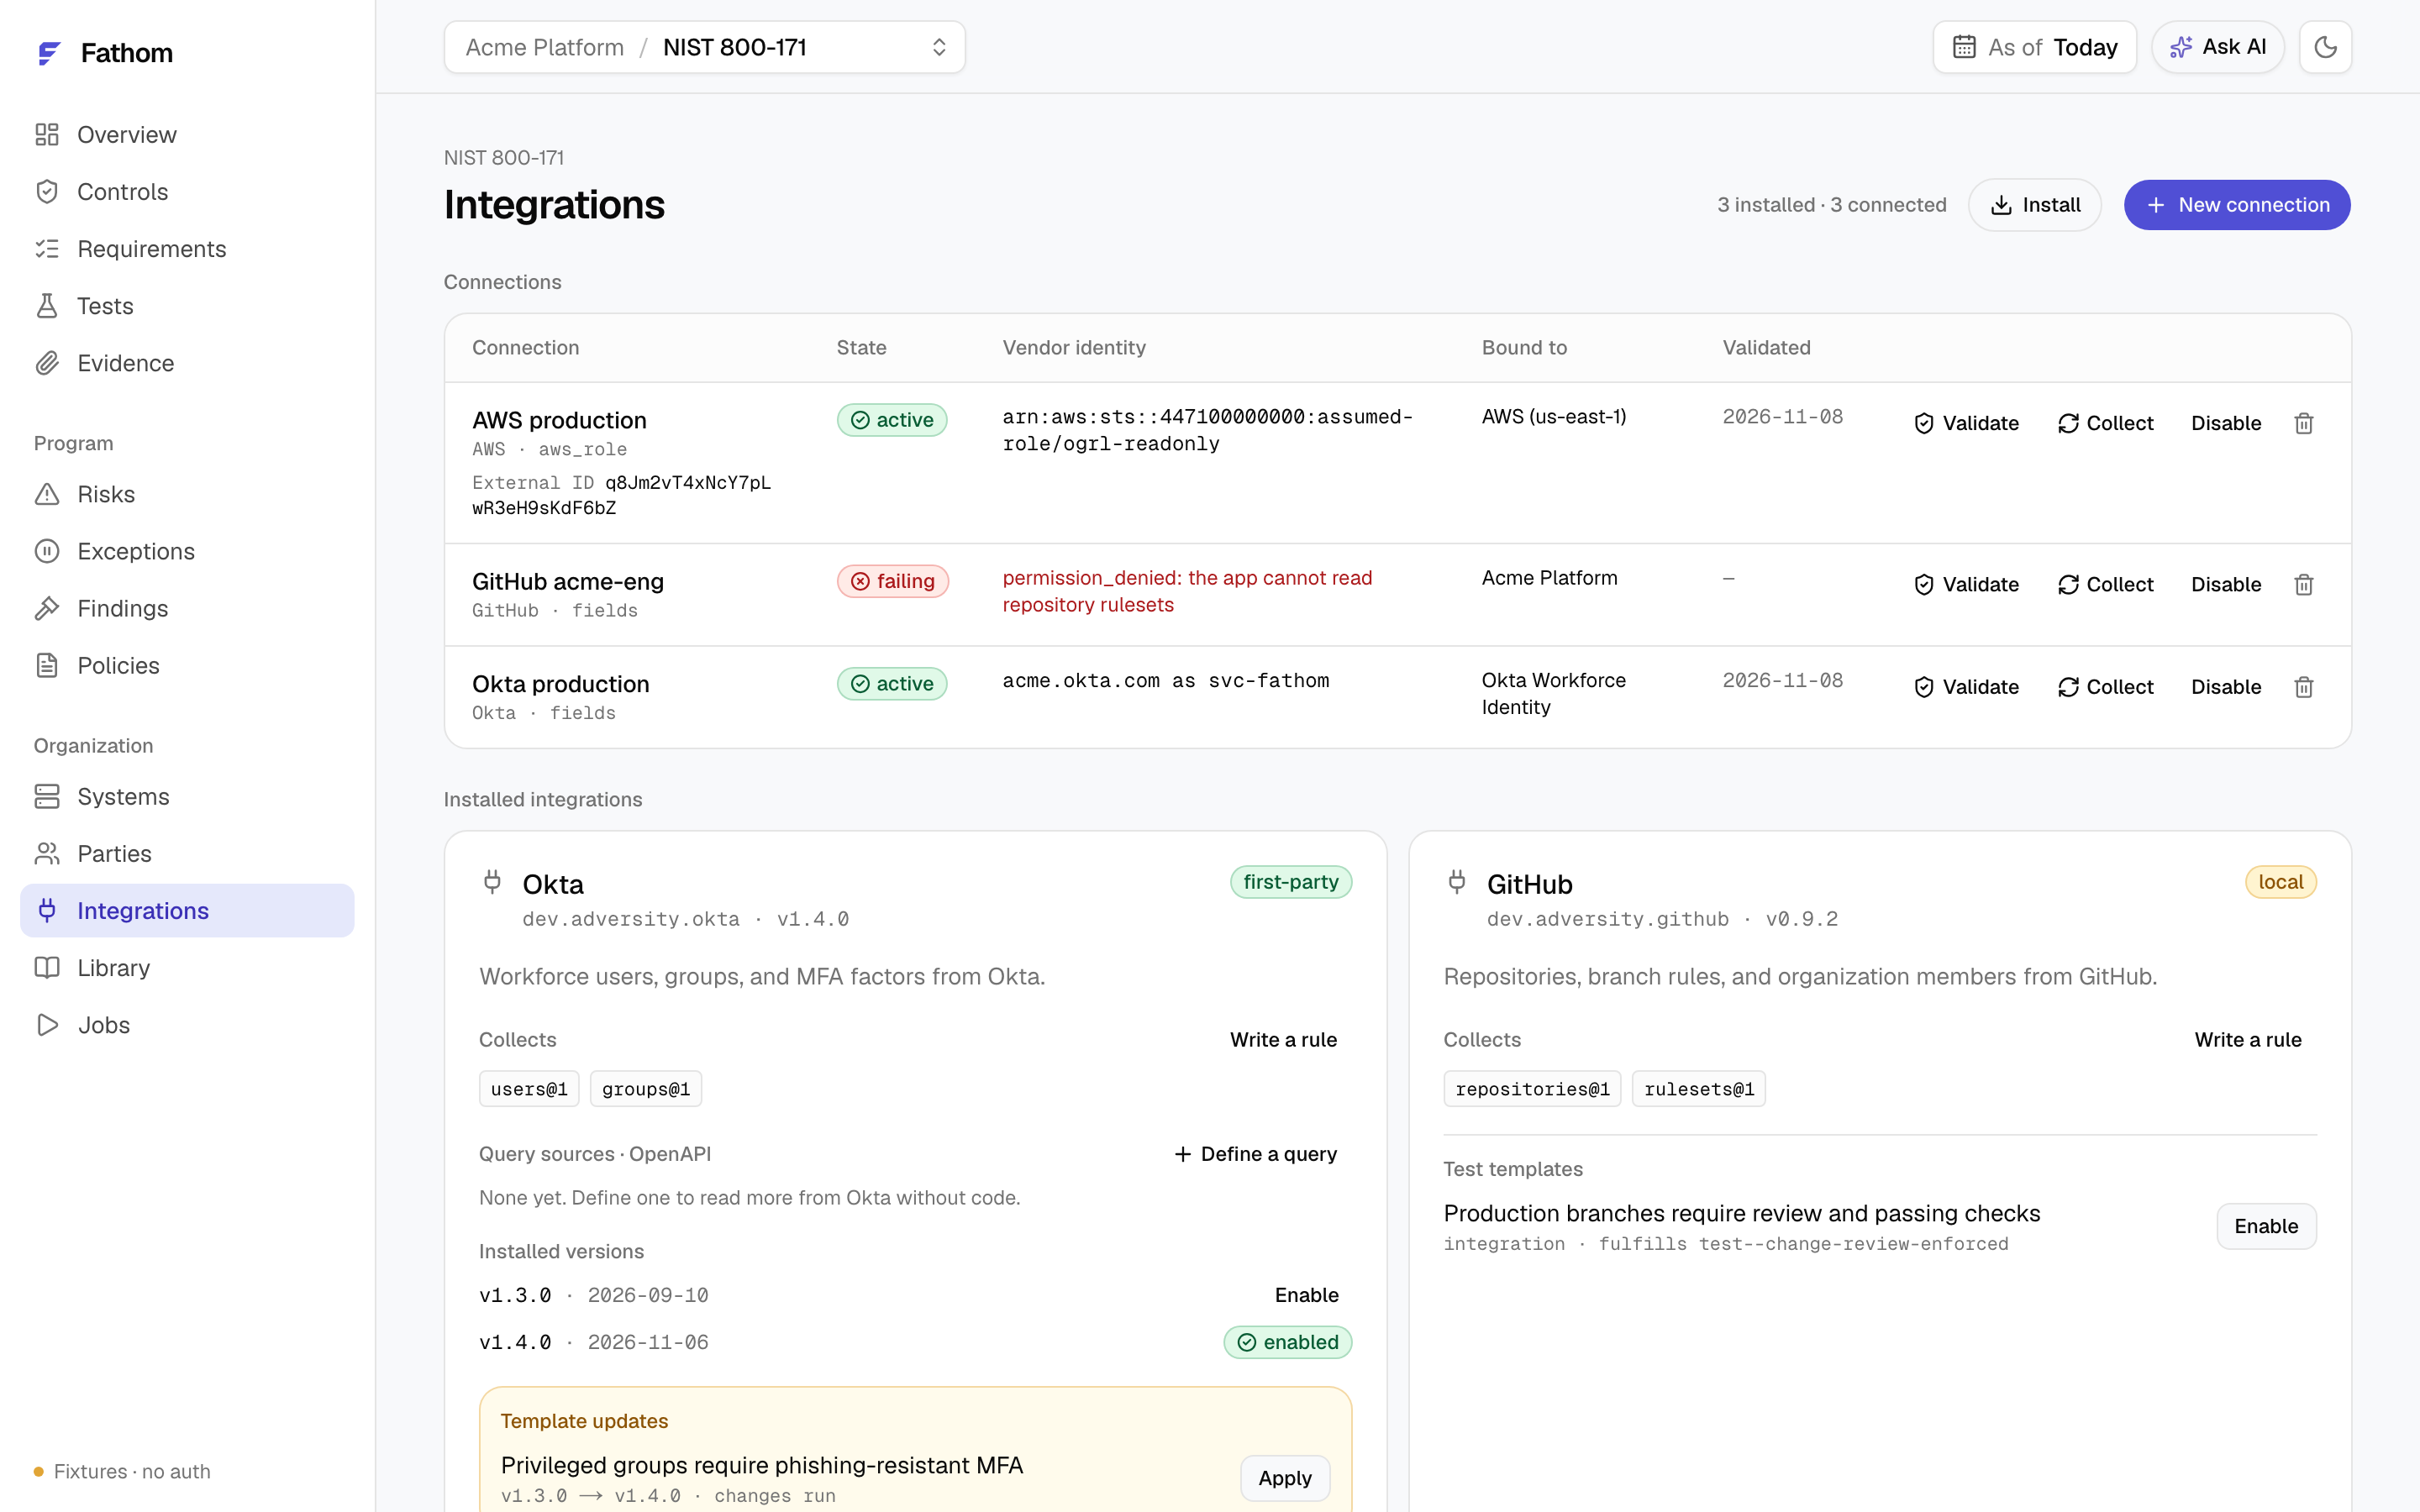 Fathom
Overview
Controls
Requirements
Tests
Evidence
Program
Risks
Exceptions
Findings
Policies
Organization
Systems
Parties
Integrations
Library
Jobs
Fixtures · no auth
Acme Platform / NIST 800-171
As of Today
Ask AI
NIST 800-171
Integrations
3 installed · 3 connected
Install
New connection
Connections
Connection State Vendor identity Bound to Validated
AWS production
AWS · aws_role
External ID q8Jm2vT4xNcY7pL
wR3eH9sKdF6bZ
active
arn:aws:sts::447100000000:assumed-
role/ogrl-readonly
AWS (us-east-1)
2026-11-08
Validate Collect Disable
GitHub acme-eng
GitHub · fields
failing
permission_denied: the app cannot read
repository rulesets
Acme Platform
—
Validate Collect Disable
Okta production
Okta · fields
active
acme.okta.com as svc-fathom
Okta Workforce
Identity
2026-11-08
Validate Collect Disable
Installed integrations
Okta
first-party
dev.adversity.okta · v1.4.0
Workforce users, groups, and MFA factors from Okta.
Collects
Write a rule
users@1 groups@1
Query sources · OpenAPI
Define a query
None yet. Define one to read more from Okta without code.
Installed versions
v1.3.0 · 2026-09-10
Enable
v1.4.0 · 2026-11-06
enabled
Template updates
Privileged groups require phishing-resistant MFA
v1.3.0 → v1.4.0 · changes run
Apply
GitHub
local
dev.adversity.github · v0.9.2
Repositories, branch rules, and organization members from GitHub.
Collects
Write a rule
repositories@1 rulesets@1
Test templates
Production branches require review and passing checks
integration · fulfills test--change-review-enforced
Enable